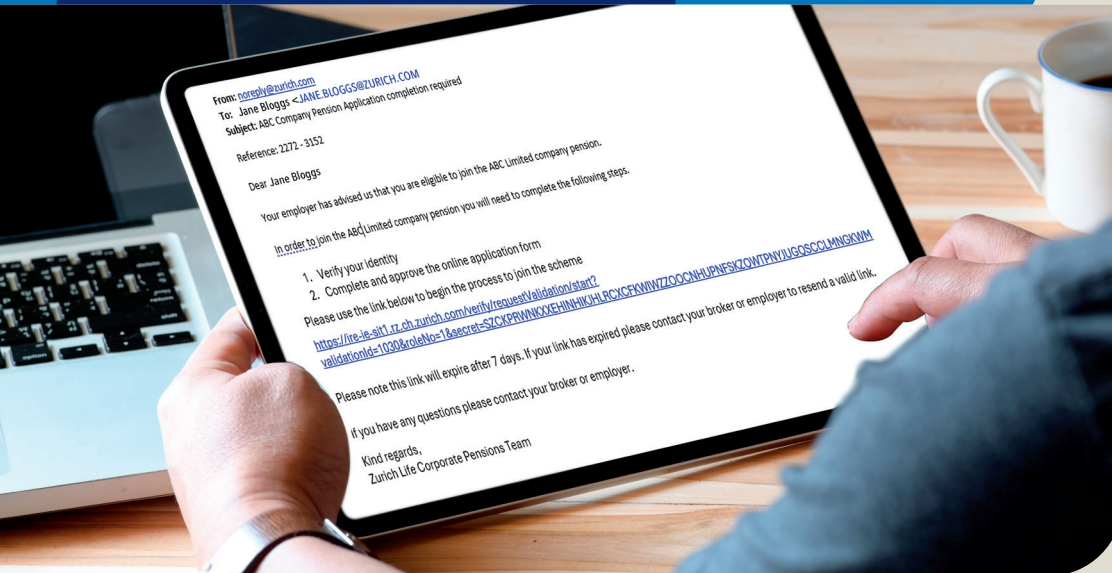 From: noreply@zurich.com
To: Jane Bloggs <JANE.BLOGGS@ZURICH.COM
Subject: ABC Company Pension Application completion required
Reference: 2272 - 3152
Dear Jane Bloggs
Your employer has advised us that you are eligible to join the ABC Limited company pension.
In order to join the ABC Limited company pension you will need to complete the following steps.
1. Verify your identity
2. Complete and approve the online application form
Please use the link below to begin the process to join the scheme
https://lre-ie-sit1.rz.ch.zurich.com/verify/requestValidation/start?
validationId=1030&roleNo=1&secret=
Please note this link will expire after 7 days. If your link has expired please contact your broker or employer to resend a valid link.
If you have any questions please contact your broker or employer.
Kind regards,
Zurich Life Corporate Pensions Team
option